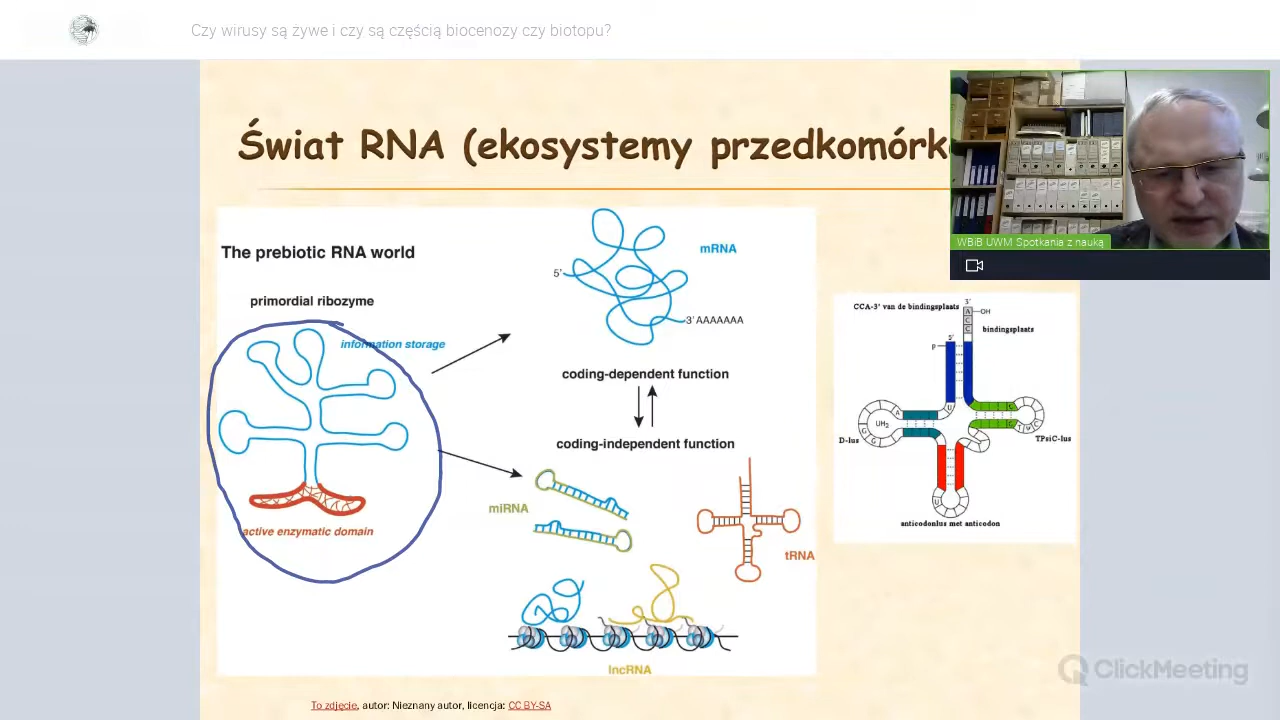 Czy wirusy są żywe i czy są częścią biocenozy czy biotopu?
Świat RNA (ekosystemy przedkomórk
WBiB UWM Spotkania z nauką
The prebiotic RNA world
primordial ribozyme
information storage
active enzymatic domain
mRNA
5'
3'AAAAAAA
coding-dependent function
coding-independent function
miRNA
tRNA
lncRNA
CCA-3' van de bindingsplaats
3'
A
C
C
OH
bindingsplaats
5'
P
U
A
UH₂
G
G
G
D-lus
C
G
T
Ψ
C
TPsiC-lus
U
anticodonlus met anticodon
To zdjęcie, autor: Nieznany autor, licencja: CC BY-SA
ClickMeeting